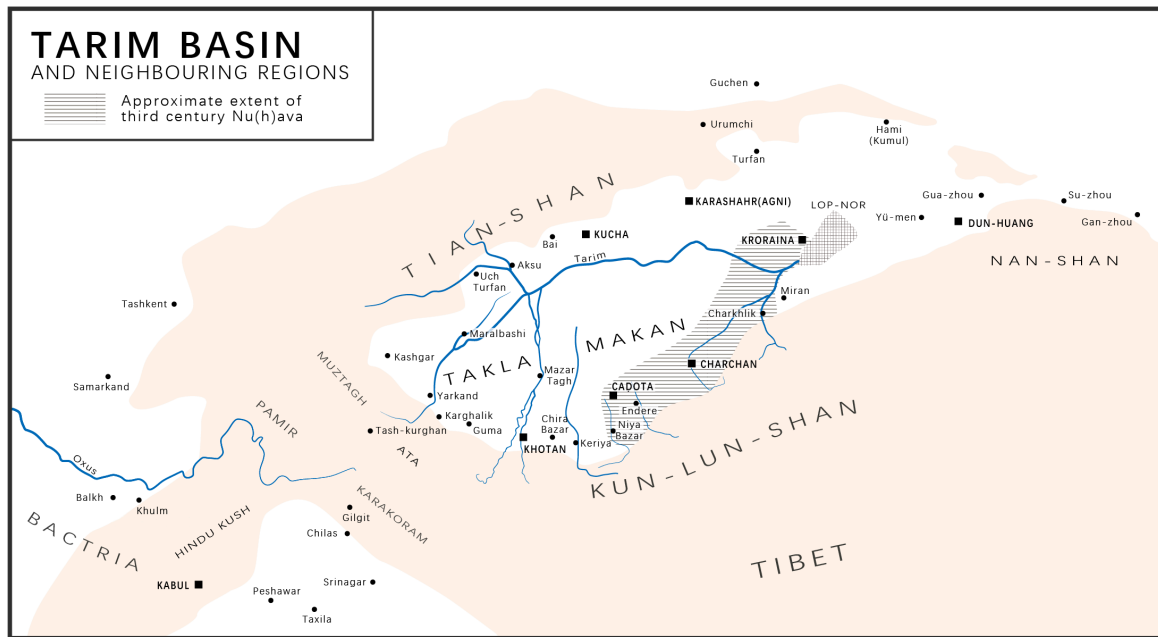 TARIM BASIN
AND NEIGHBOURING REGIONS
Approximate extent of
third century Nu(h)ava
Guchen
Urumchi
Hami
(Kumul)
Turfan
TIAN-SHAN
KARASHAHR(AGNI)
LOP-NOR
Gua-zhou
Su-zhou
Yü-men
DUN-HUANG
Gan-zhou
KUCHA
Bai
KRORAINA
NAN-SHAN
Tarim
Aksu
Uch
Turfan
Miran
Tashkent
Charkhlik
Maralbashi
MAKAN
TAKLA
Kashgar
MUZTAGH
ATA
CHARCHAN
Samarkand
Mazar
Tagh
CADOTA
Yarkand
Endere
PAMIR
Karghalik
Guma
Chira
Bazar
Niya
Bazar
Tash-kurghan
KHOTAN
Keriya
KUN-LUN-SHAN
Oxus
Balkh
Khulm
KARAKORAM
Gilgit
HINDU KUSH
BACTRIA
Chilas
TIBET
KABUL
Srinagar
Peshawar
Taxila